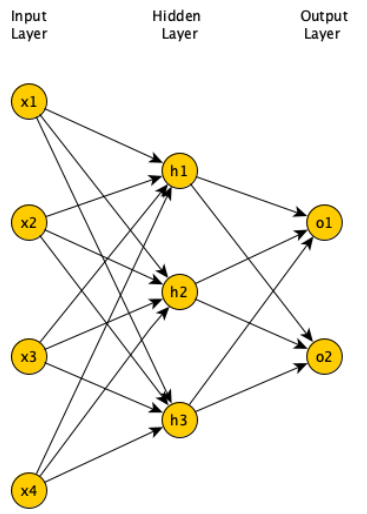 Input
Layer
Hidden
Layer
Output
Layer
x1
x2
x3
x4
h1
h2
h3
o1
o2